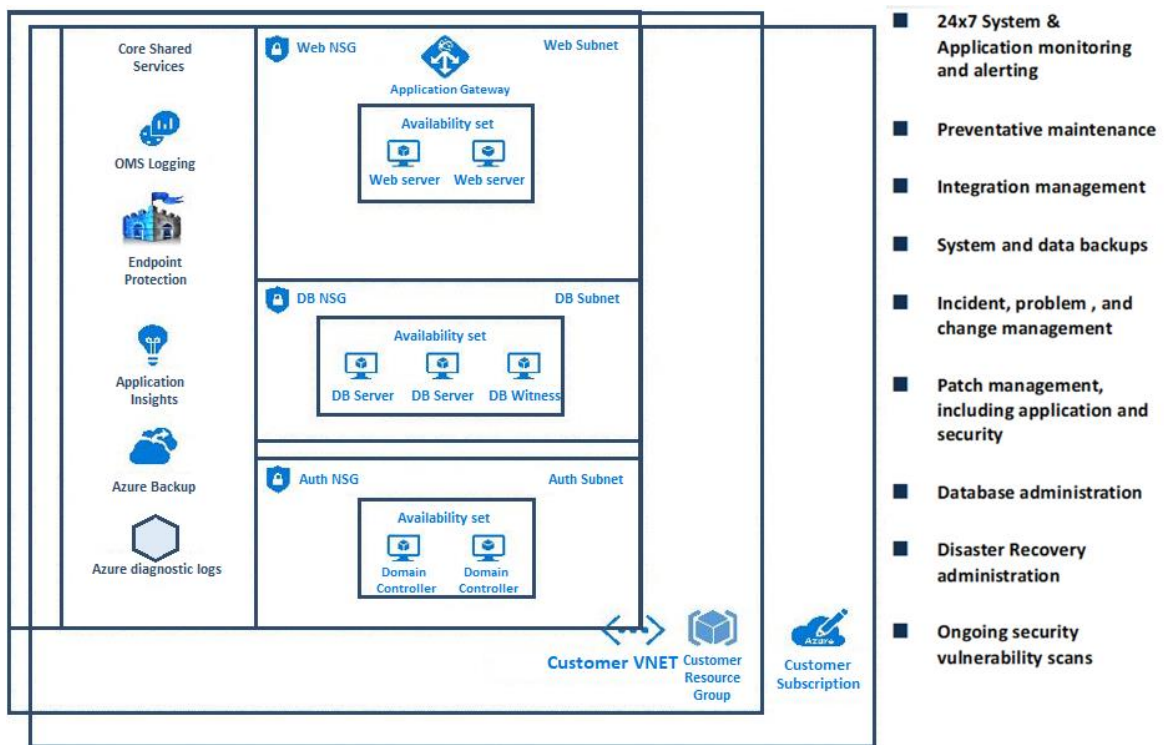 Core Shared
Services
OMS Logging
Endpoint
Protection
Application
Insights
Azure Backup
Azure diagnostic logs
Web NSG
Web Subnet
Application Gateway
Availability set
Web server Web server
DB NSG
DB Subnet
Availability set
DB Server DB Server DB Witness
Auth NSG
Auth Subnet
Availability set
Domain
Controller
Domain
Controller
Customer VNET
Customer
Resource
Group
Azure
Customer
Subscription
24x7 System &
Application monitoring
and alerting
Preventative maintenance
Integration management
System and data backups
Incident, problem , and
change management
Patch management,
including application and
security
Database administration
Disaster Recovery
administration
Ongoing security
vulnerability scans